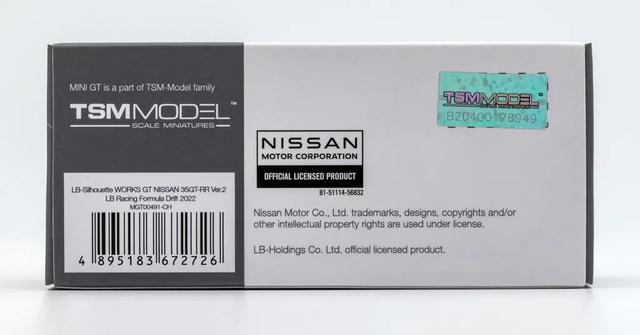 MINI GT is a part of TSM-Model family
TSMMODEL™
SCALE MINIATURES
LB-Silhouette WORKS GT NISSAN 35GT-RR Ver.2
LB Racing Formula Drift 2022
MGT00491-CH
4 895183 672726
NISSAN
MOTOR CORPORATION
OFFICIAL LICENSED PRODUCT
81-51114-56832
Nissan Motor Co., Ltd. trademarks, designs, copyrights and/or
other intellectual property rights are used under license.
LB-Holdings Co. Ltd. official licensed product.
TSMMODEL
B20400178949